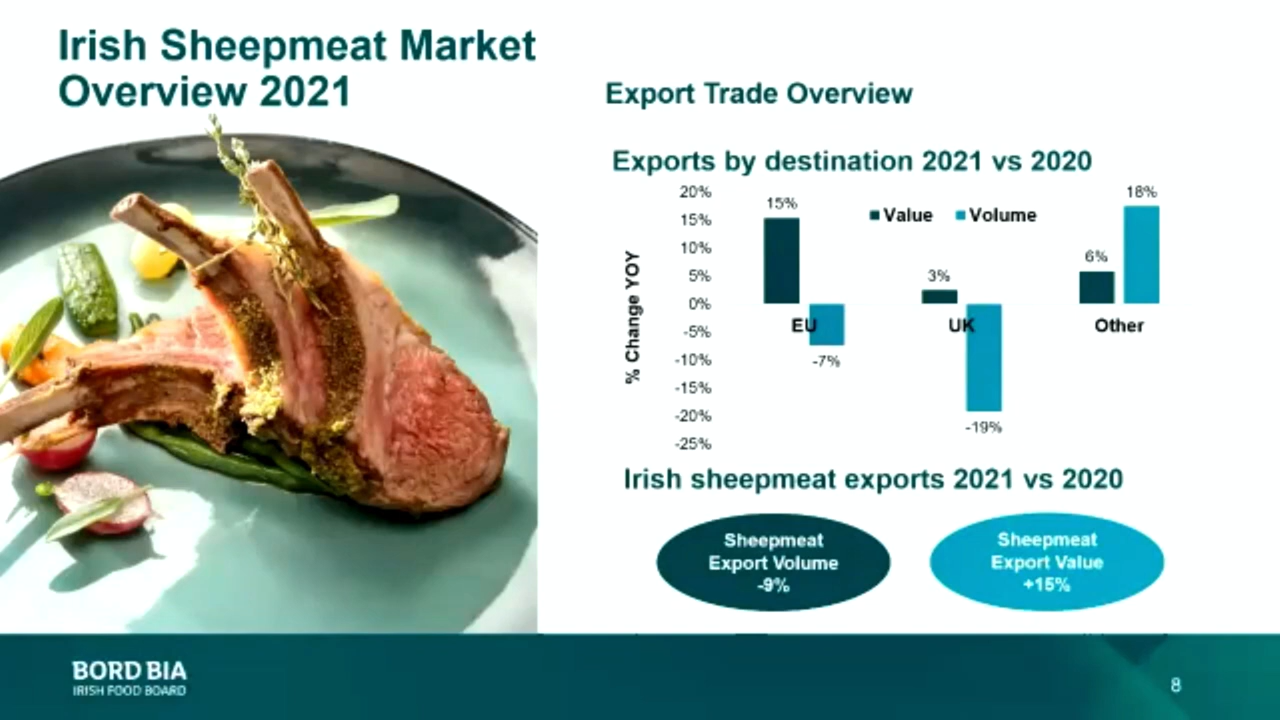 Irish Sheepmeat Market
Overview 2021
Export Trade Overview
Exports by destination 2021 vs 2020
% Change YOY
20%
15%
10%
5%
0%
-5%
-10%
-15%
-20%
-25%
Value
Volume
15%
-7%
EU
3%
-19%
UK
6%
18%
Other
Irish sheepmeat exports 2021 vs 2020
Sheepmeat
Export Volume
-9%
Sheepmeat
Export Value
+15%
BORD BIA
IRISH FOOD BOARD
8